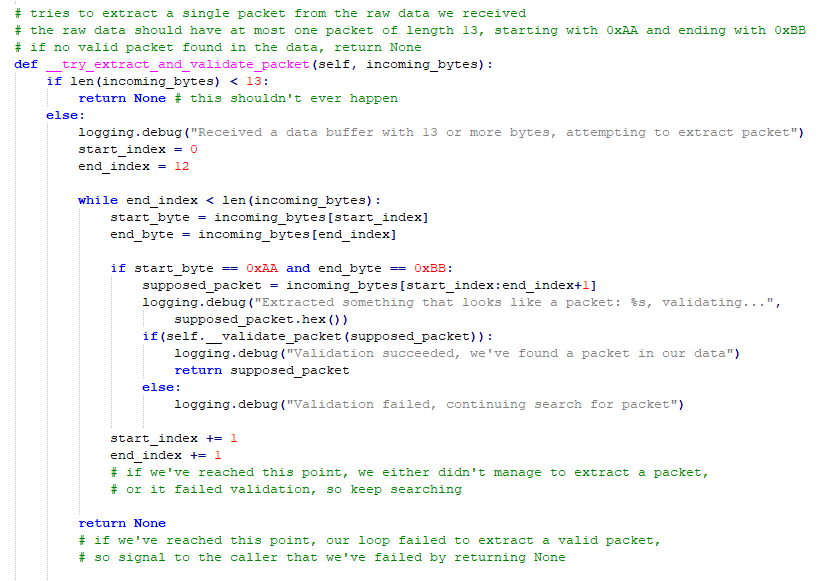 # tries to extract a single packet from the raw data we received
# the raw data should have at most one packet of length 13, starting with 0xAA and ending with 0xBB
# if no valid packet found in the data, return None
def __try_extract_and_validate_packet(self, incoming_bytes):
    if len(incoming_bytes) < 13:
        return None # this shouldn't ever happen
    else:
        logging.debug("Received a data buffer with 13 or more bytes, attempting to extract packet")
        start_index = 0
        end_index = 12

        while end_index < len(incoming_bytes):
            start_byte = incoming_bytes[start_index]
            end_byte = incoming_bytes[end_index]

            if start_byte == 0xAA and end_byte == 0xBB:
                supposed_packet = incoming_bytes[start_index:end_index+1]
                logging.debug("Extracted something that looks like a packet: %s, validating...",
                    supposed_packet.hex())
                if(self.__validate_packet(supposed_packet)):
                    logging.debug("Validation succeeded, we've found a packet in our data")
                    return supposed_packet
                else:
                    logging.debug("Validation failed, continuing search for packet")

            start_index += 1
            end_index += 1
            # if we've reached this point, we either didn't manage to extract a packet,
            # or it failed validation, so keep searching

        return None
        # if we've reached this point, our loop failed to extract a valid packet,
        # so signal to the caller that we've failed by returning None